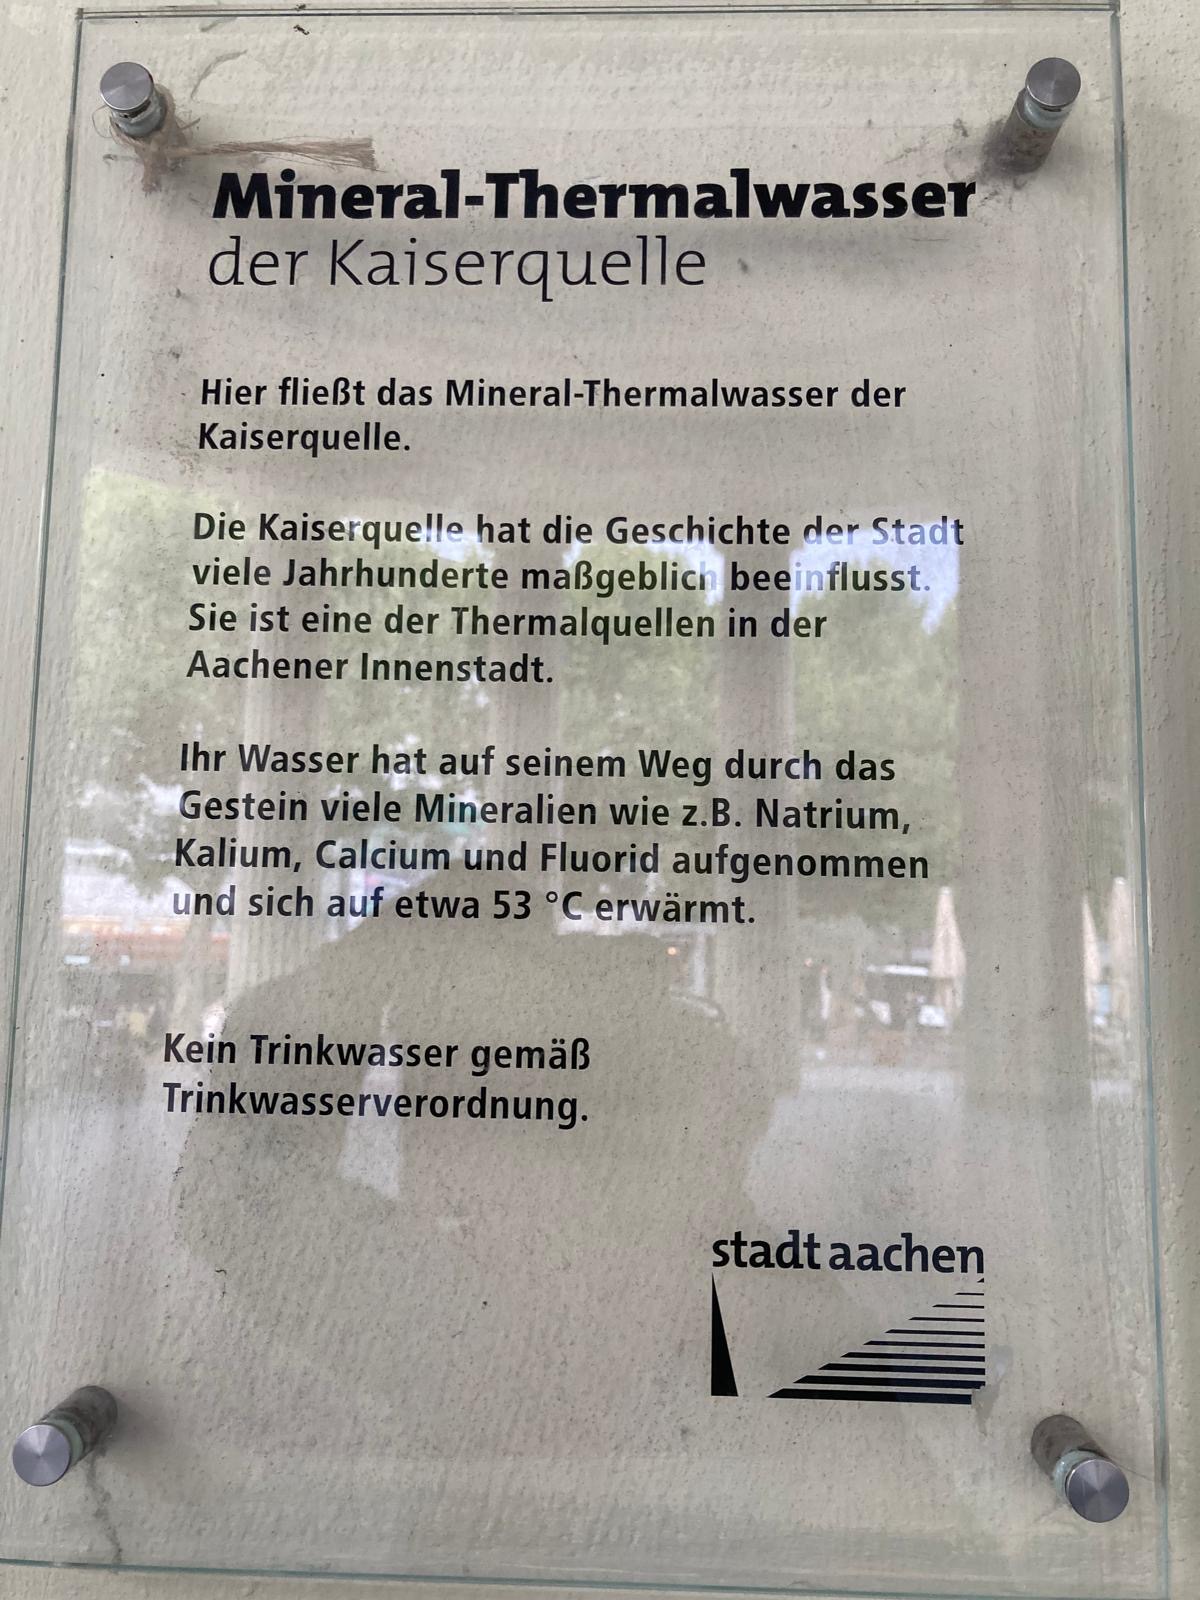 Mineral-Thermalwasser
der Kaiserquelle
Hier fließt das Mineral-Thermalwasser der
Kaiserquelle.
Die Kaiserquelle hat die Geschichte der Stadt
viele Jahrhunderte maßgeblich beeinflusst.
Sie ist eine der Thermalquellen in der
Aachener Innenstadt.
Ihr Wasser hat auf seinem Weg durch das
Gestein viele Mineralien wie z.B. Natrium,
Kalium, Calcium und Fluorid aufgenommen
und sich auf etwa 53 °C erwärmt.
Kein Trinkwasser gemäß
Trinkwasserverordnung.
stadt aachen